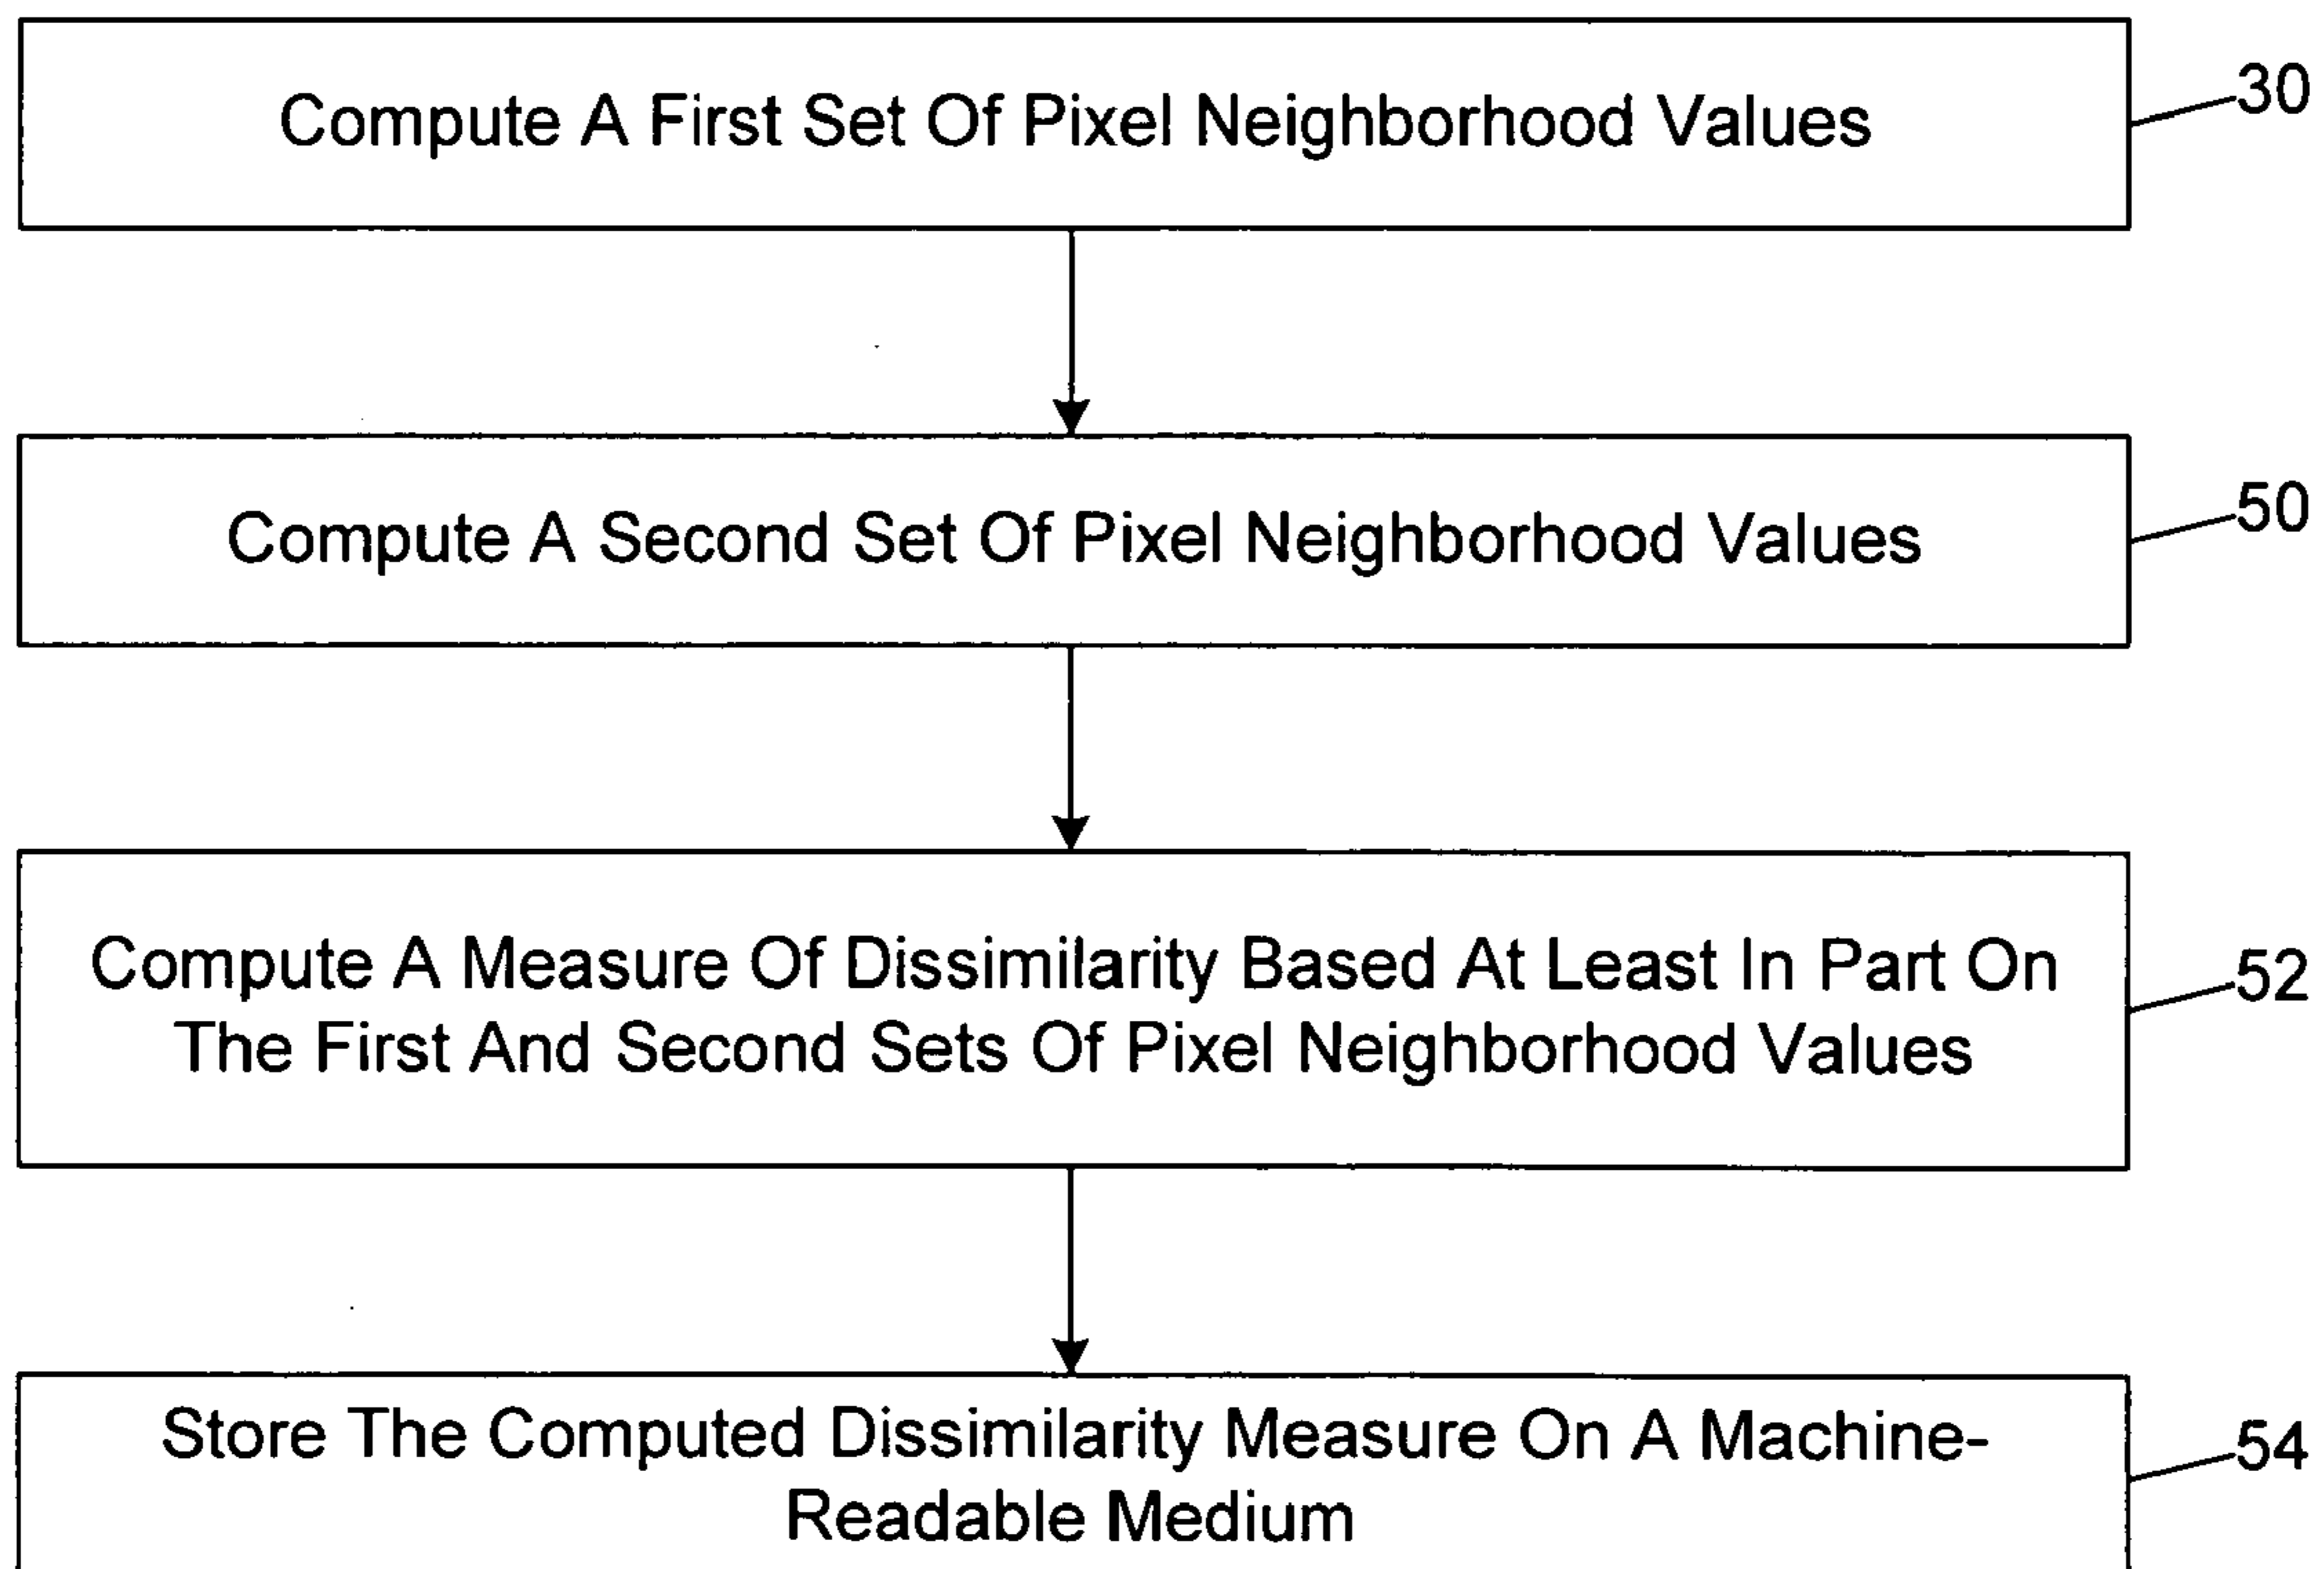 Compute A First Set Of Pixel Neighborhood Values
30
Compute A Second Set Of Pixel Neighborhood Values
50
Compute A Measure Of Dissimilarity Based At Least In Part On
The First And Second Sets Of Pixel Neighborhood Values
52
Store The Computed Dissimilarity Measure On A Machine-
Readable Medium
54